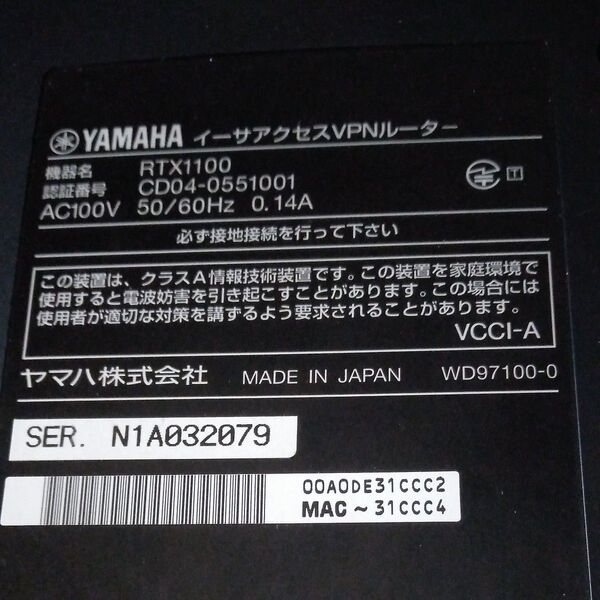 YAMAHA イーサアクセスVPNルーター
機器名 RTX1100
認証番号 CD04-0551001
AC100V 50/60Hz 0.14A
必ず接地接続を行って下さい
この装置は、クラスA情報技術装置です。この装置を家庭環境で
使用すると電波妨害を引き起こすことがあります。この場合には
使用者が適切な対策を講ずるよう要求されることがあります。
VCCI-A
ヤマハ株式会社 MADE IN JAPAN WD97100-0
SER. N1A032079
00A0DE31CCC2
MAC ~ 31CCC4